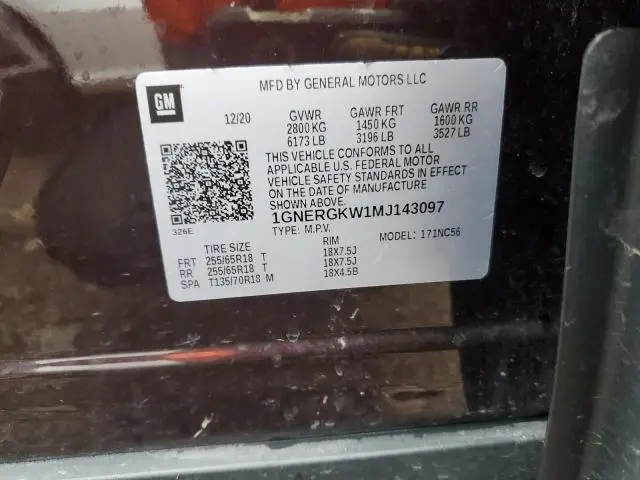 GM
MFD BY GENERAL MOTORS LLC
12/20 GVWR GAWR FRT GAWR RR
2800 KG 1450 KG 1600 KG
6173 LB 3196 LB 3527 LB
THIS VEHICLE CONFORMS TO ALL
APPLICABLE U.S. FEDERAL MOTOR
VEHICLE SAFETY STANDARDS IN EFFECT
ON THE DATE OF MANUFACTURE
SHOWN ABOVE.
326E
1GNERGKW1MJ143097
TYPE: M.P.V. MODEL: 171NC56
TIRE SIZE RIM
FRT 255/65R18 T 18X7.5J
RR 255/65R18 T 18X7.5J
SPA T135/70R18 M 18X4.5B